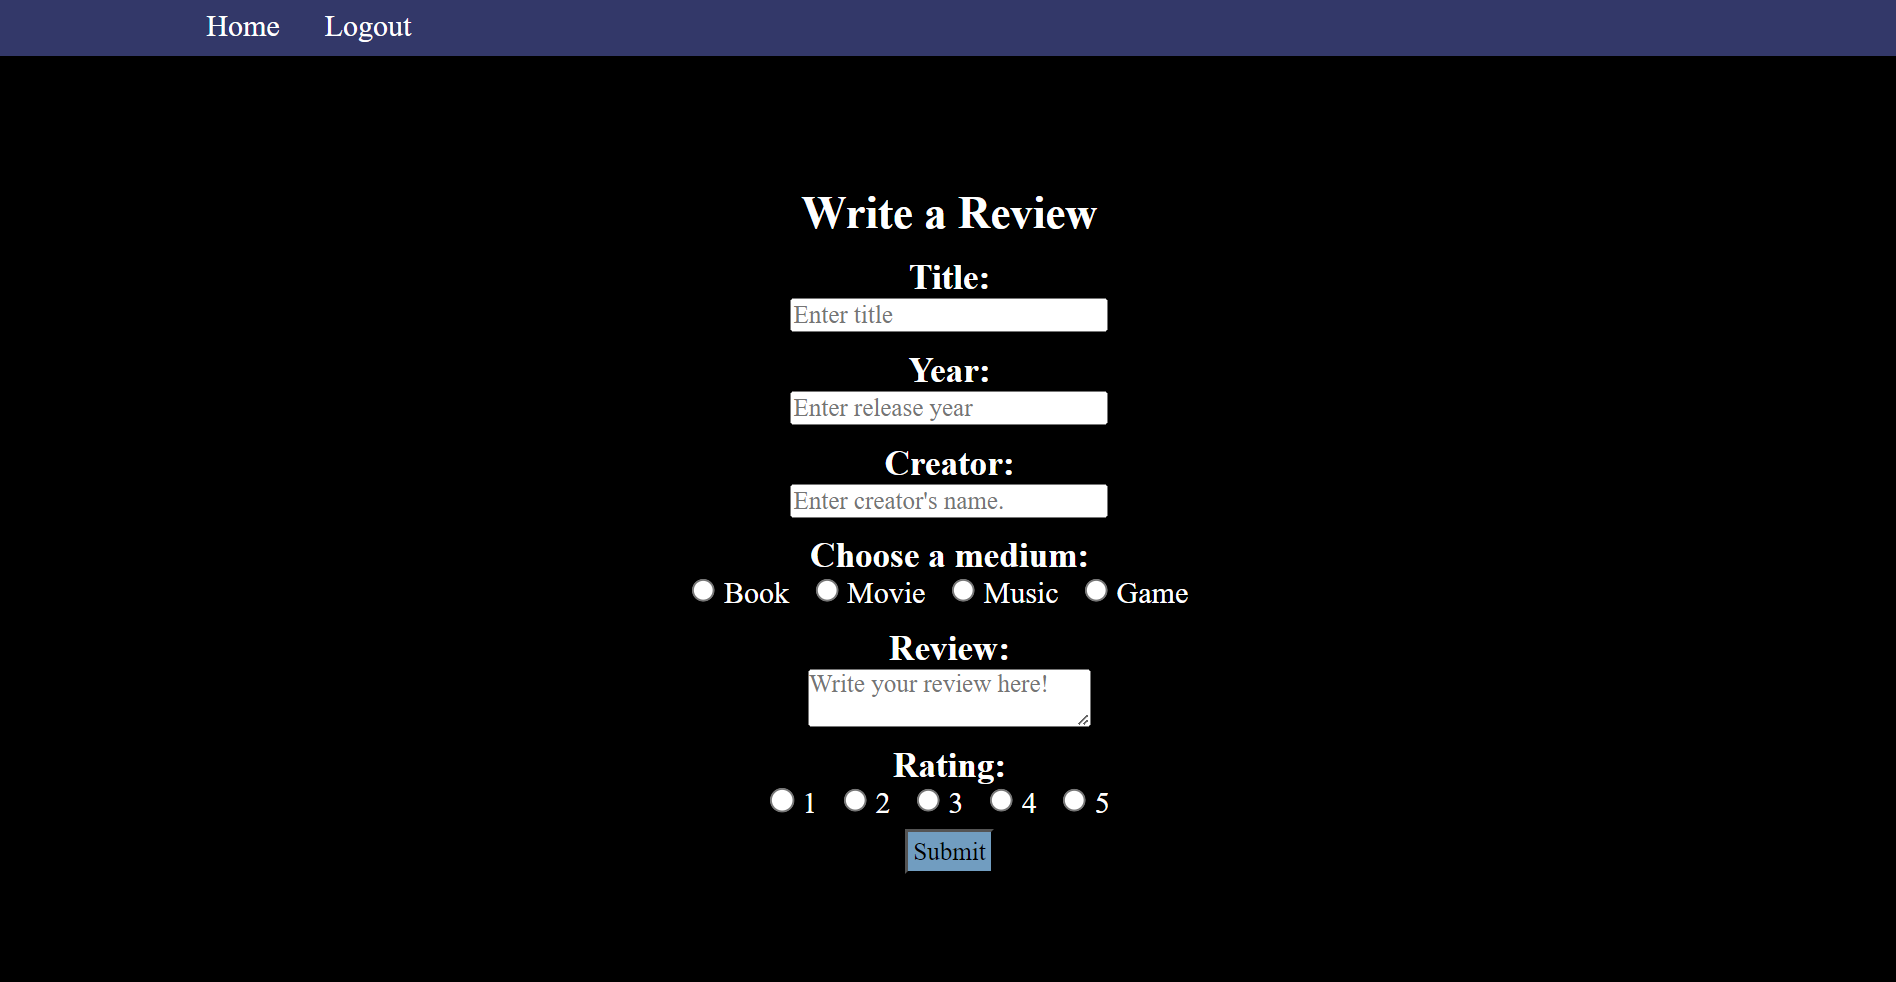 Home Logout
Write a Review
Title:
Enter title
Year:
Enter release year
Creator:
Enter creator's name.
Choose a medium:
Book Movie Music Game
Review:
Write your review here!
Rating:
1 2 3 4 5
Submit